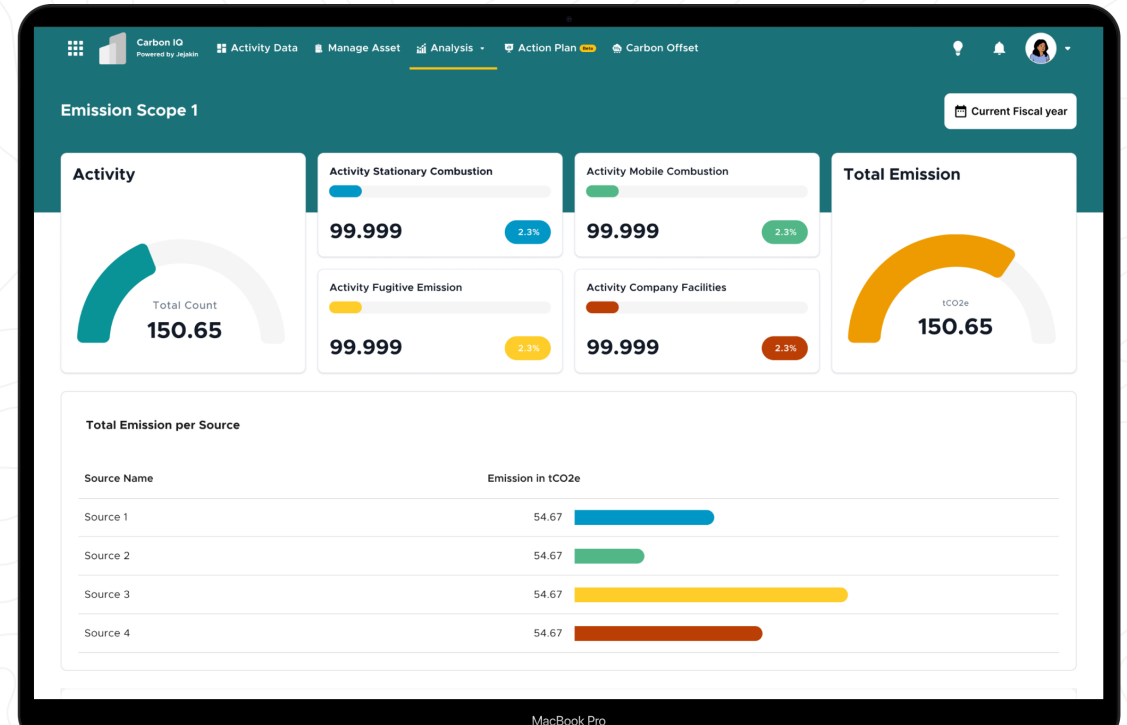 Carbon IQ
Powered by Jejakin
Activity Data
Manage Asset
Analysis
Action Plan Beta
Carbon Offset
Emission Scope 1
Current Fiscal year
Activity
Total Count
150.65
Activity Stationary Combustion
99.999 2.3%
Activity Mobile Combustion
99.999 2.3%
Activity Fugitive Emission
99.999 2.3%
Activity Company Facilities
99.999 2.3%
Total Emission
tCO2e
150.65
Total Emission per Source
Source Name Emission in tCO2e
Source 1 54.67
Source 2 54.67
Source 3 54.67
Source 4 54.67
MacBook Pro